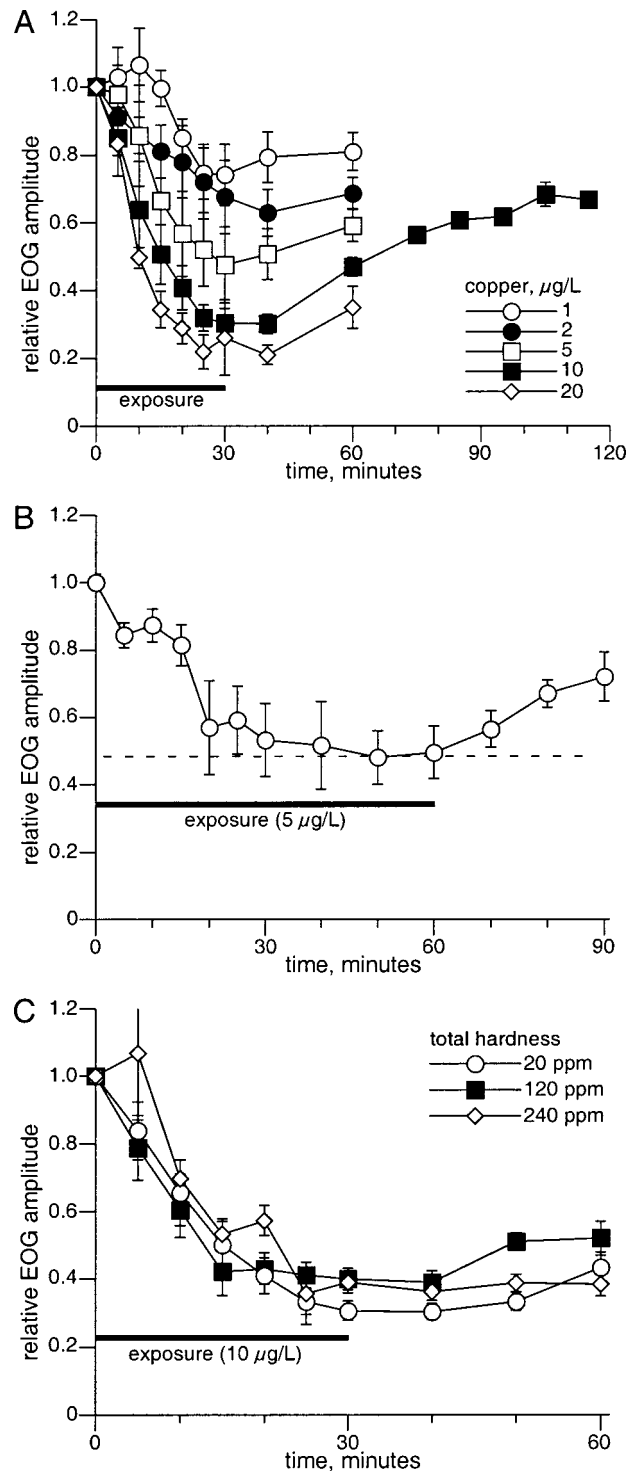 A
1.2
1.0
0.8
0.6
0.4
0.2
0
relative EOG amplitude
copper, µg/L
1
2
5
10
20
exposure
0 30 60 90 120
time, minutes
B
1.2
1.0
0.8
0.6
0.4
0.2
0
relative EOG amplitude
exposure (5 µg/L)
0 30 60 90
time, minutes
C
1.2
1.0
0.8
0.6
0.4
0.2
0
relative EOG amplitude
total hardness
20 ppm
120 ppm
240 ppm
exposure (10 µg/L)
0 30 60
time, minutes